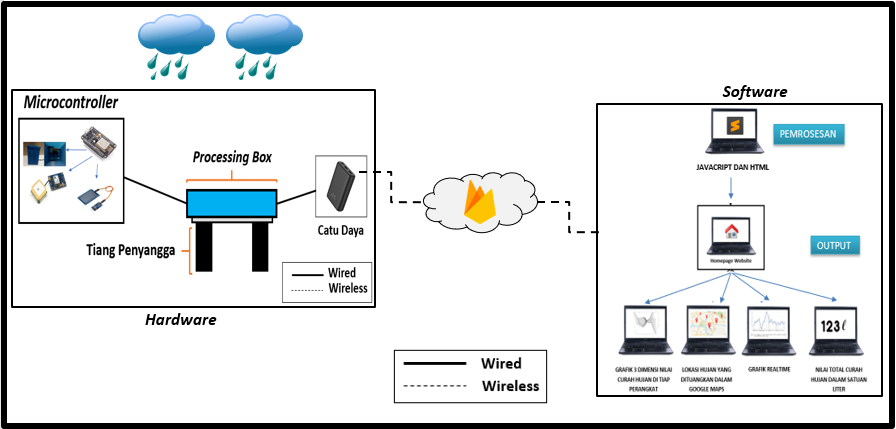 Microcontroller
Processing Box
Catu Daya
Tiang Penyangga
Wired
Wireless
Hardware
Software
PEMROSESAN
JAVACRIPT DAN HTML
Homepage Website
OUTPUT
GRAFIK 3 DIMENSI NILAI
CURAH HUJAN DI TIAP
PERANGKAT
LOKASI HUJAN YANG
DITUANGKAN DALAM
GOOGLE MAPS
GRAFIK REALTIME
123ℓ
NILAI TOTAL CURAH
HUJAN DALAM SATUAN
LITER
Wired
Wireless